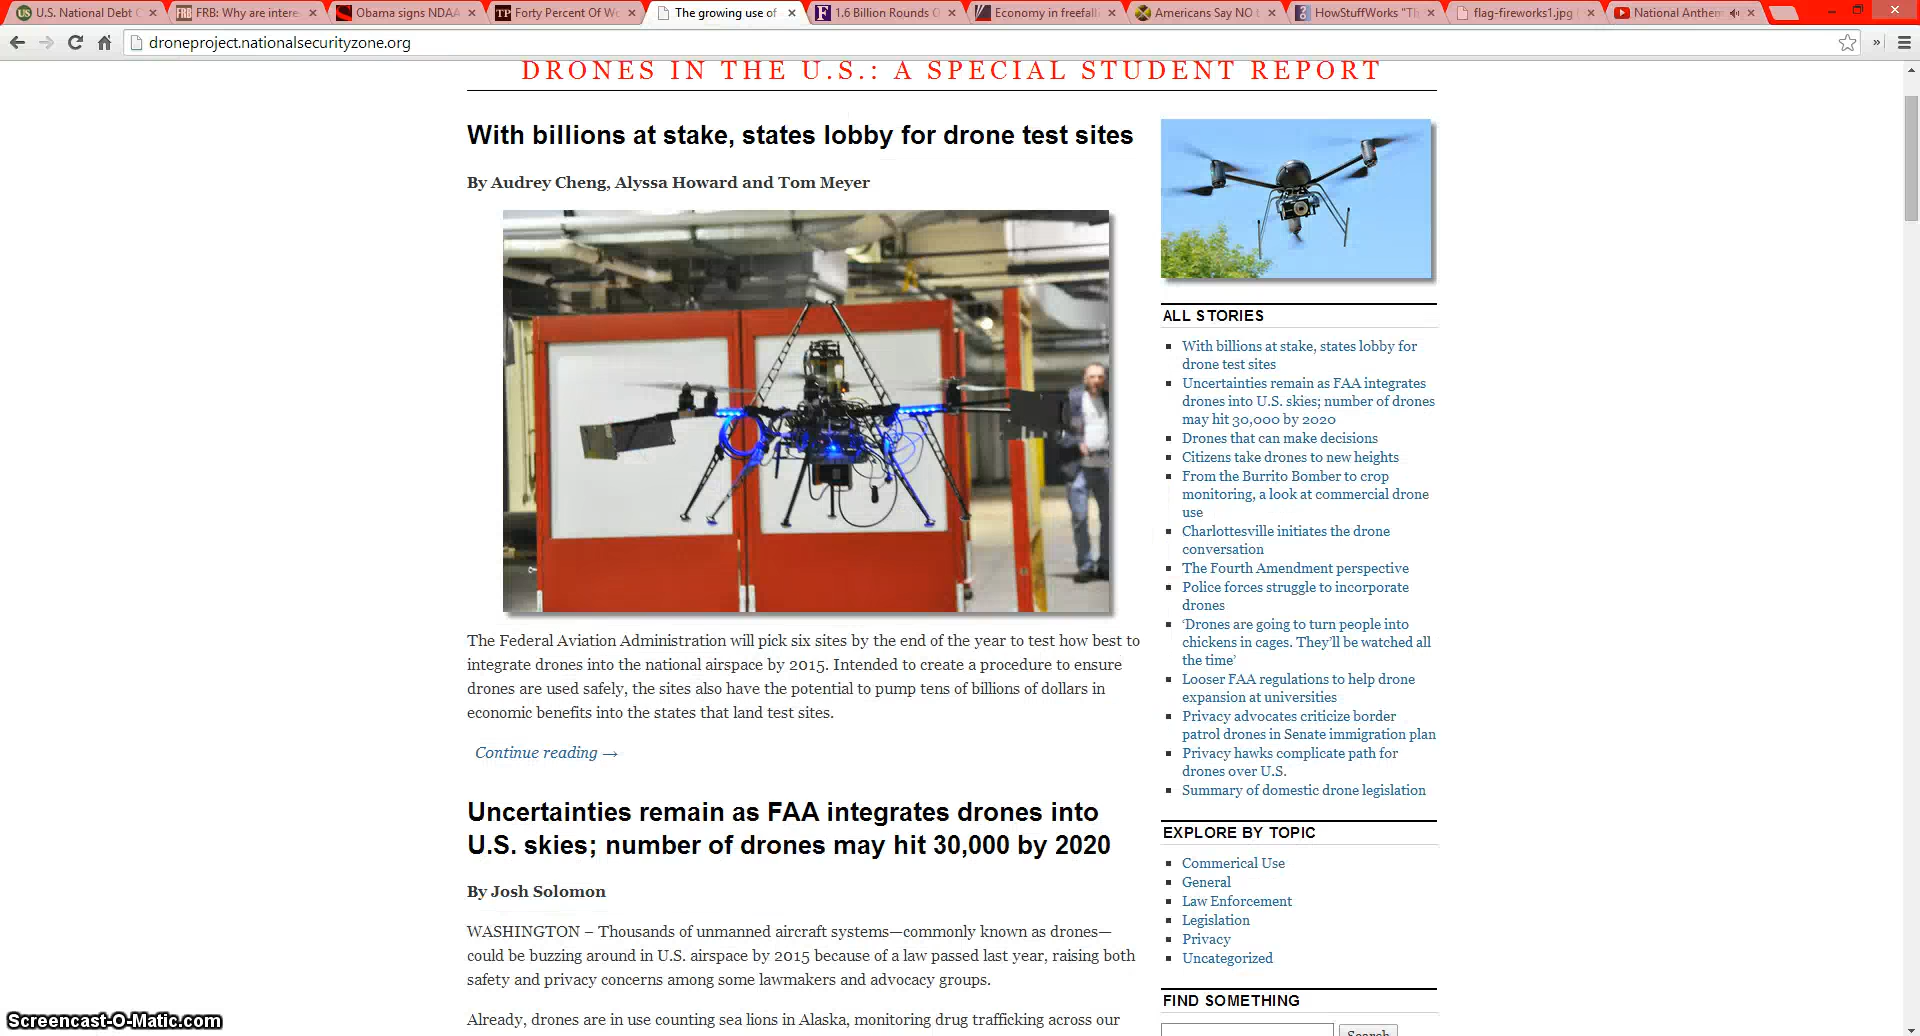 U.S. National Debt C
FRB: Why are intere
Obama signs NDAA
Forty Percent Of W
The growing use of
1.6 Billion Rounds O
Economy in freefall
Americans Say NO t
HowStuffWorks "Th
flag-fireworks1.jpg (
National Anthem
droneproject.nationalsecurityzone.org
DRONES IN THE U.S.: A SPECIAL STUDENT REPORT
With billions at stake, states lobby for drone test sites
By Audrey Cheng, Alyssa Howard and Tom Meyer
The Federal Aviation Administration will pick six sites by the end of the year to test how best to
integrate drones into the national airspace by 2015. Intended to create a procedure to ensure
drones are used safely, the sites also have the potential to pump tens of billions of dollars in
economic benefits into the states that land test sites.
Continue reading →
Uncertainties remain as FAA integrates drones into
U.S. skies; number of drones may hit 30,000 by 2020
By Josh Solomon
WASHINGTON – Thousands of unmanned aircraft systems—commonly known as drones—
could be buzzing around in U.S. airspace by 2015 because of a law passed last year, raising both
safety and privacy concerns among some lawmakers and advocacy groups.
Already, drones are in use counting sea lions in Alaska, monitoring drug trafficking across our
ALL STORIES
With billions at stake, states lobby for
drone test sites
Uncertainties remain as FAA integrates
drones into U.S. skies; number of drones
may hit 30,000 by 2020
Drones that can make decisions
Citizens take drones to new heights
From the Burrito Bomber to crop
monitoring, a look at commercial drone
use
Charlottesville initiates the drone
conversation
The Fourth Amendment perspective
Police forces struggle to incorporate
drones
‘Drones are going to turn people into
chickens in cages. They’ll be watched all
the time’
Looser FAA regulations to help drone
expansion at universities
Privacy advocates criticize border
patrol drones in Senate immigration plan
Privacy hawks complicate path for
drones over U.S.
Summary of domestic drone legislation
EXPLORE BY TOPIC
Commerical Use
General
Law Enforcement
Legislation
Privacy
Uncategorized
FIND SOMETHING
Search
Screencast-O-Matic.com